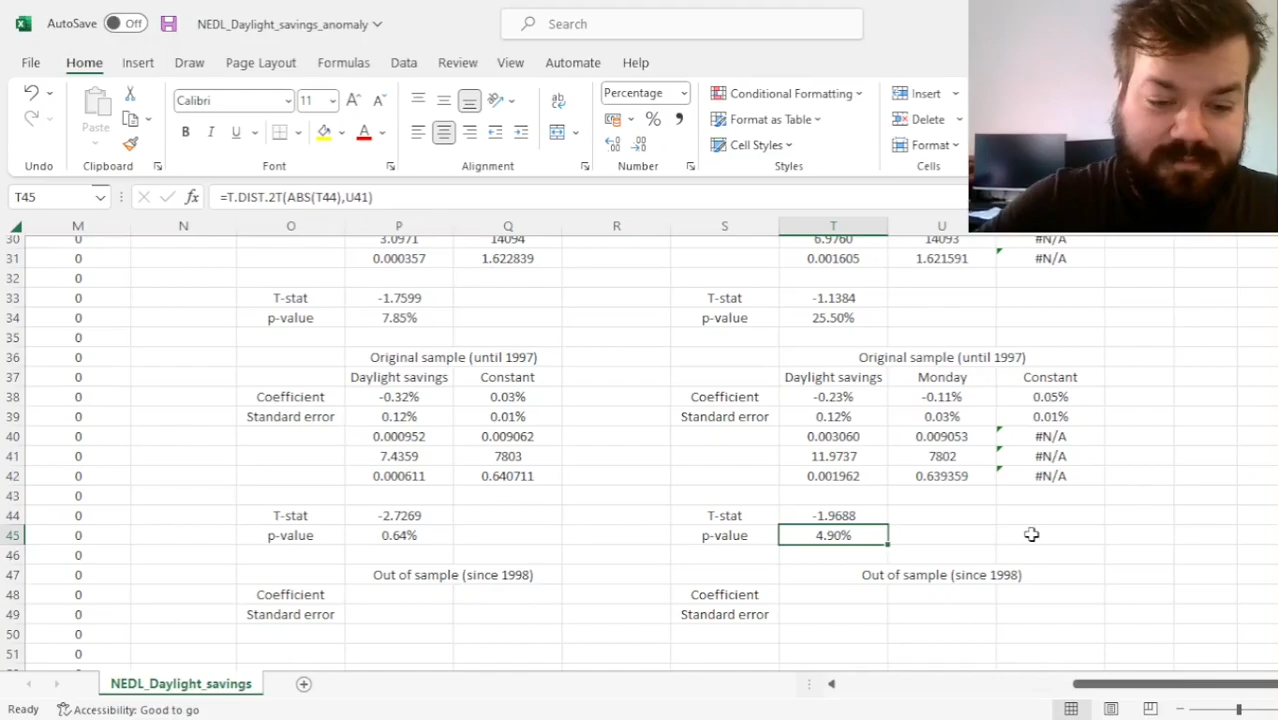 AutoSave Off NEDL_Daylight_savings_anomaly Search
File Home Insert Draw Page Layout Formulas Data Review View Automate Help
Calibri 11 A A Percentage Conditional Formatting Insert
Paste B I U A ab Format as Table Delete
% Cell Styles Format
Undo Clipboard Font Alignment Number Styles Cells
T45 fx =T.DIST.2T(ABS(T44),U41)
M N O P Q R S T U
30 0 3.0971 14094 6.9760 14093 #N/A
31 0 0.000357 1.622839 0.001605 1.621591 #N/A
32 0
33 0 T-stat -1.7599 T-stat -1.1384
34 0 p-value 7.85% p-value 25.50%
35 0
36 0 Original sample (until 1997) Original sample (until 1997)
37 0 Daylight savings Constant Daylight savings Monday Constant
38 0 Coefficient -0.32% 0.03% Coefficient -0.23% -0.11% 0.05%
39 0 Standard error 0.12% 0.01% Standard error 0.12% 0.03% 0.01%
40 0 0.000952 0.009062 0.003060 0.009053 #N/A
41 0 7.4359 7803 11.9737 7802 #N/A
42 0 0.000611 0.640711 0.001962 0.639359 #N/A
43 0
44 0 T-stat -2.7269 T-stat -1.9688
45 0 p-value 0.64% p-value 4.90%
46 0
47 0 Out of sample (since 1998) Out of sample (since 1998)
48 0 Coefficient Coefficient
49 0 Standard error Standard error
50 0
51 0
NEDL_Daylight_savings
Ready Accessibility: Good to go